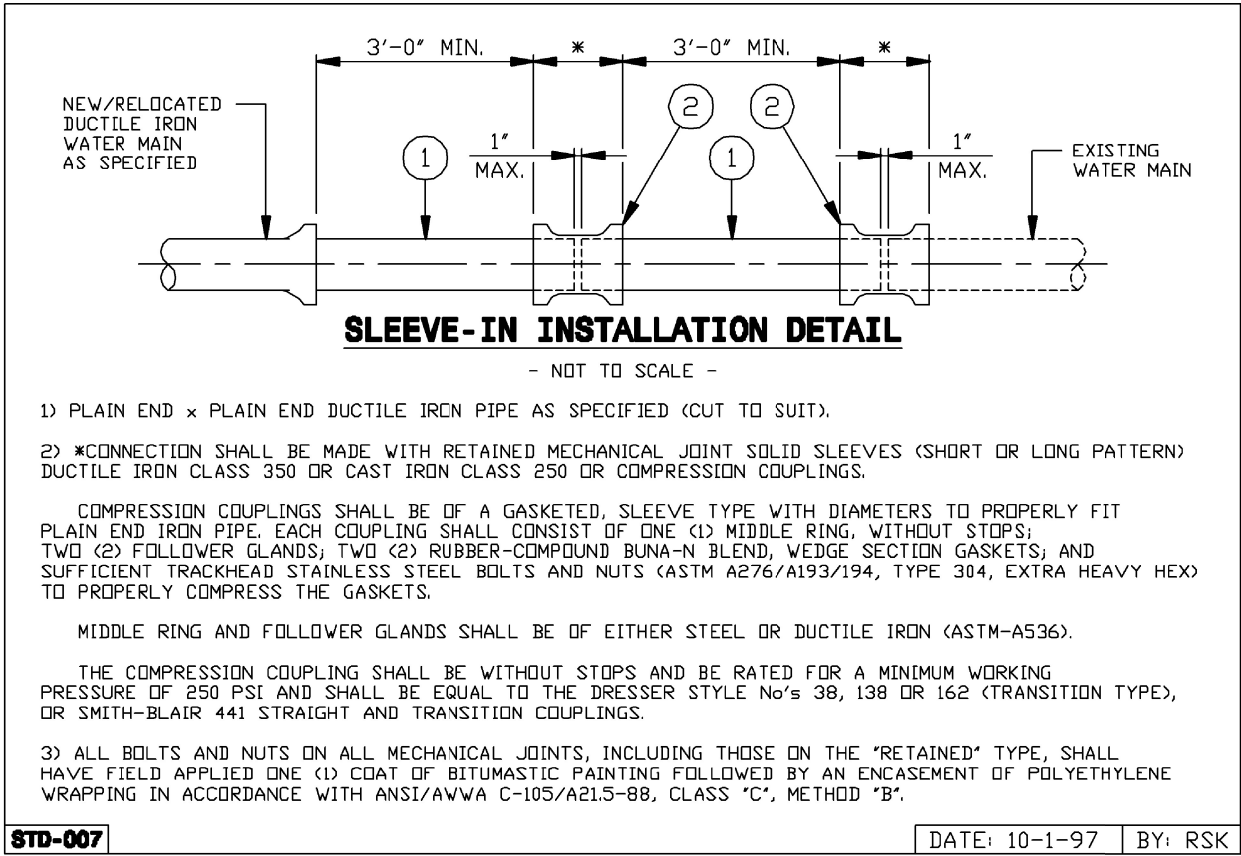 3'-0" MIN.
*
3'-0" MIN.
*
NEW/RELOCATED
DUCTILE IRON
WATER MAIN
AS SPECIFIED
1
1"
MAX.
2
2
1
1"
MAX.
EXISTING
WATER MAIN
SLEEVE-IN INSTALLATION DETAIL
- NOT TO SCALE -
1) PLAIN END x PLAIN END DUCTILE IRON PIPE AS SPECIFIED (CUT TO SUIT).
2) *CONNECTION SHALL BE MADE WITH RETAINED MECHANICAL JOINT SOLID SLEEVES (SHORT OR LONG PATTERN)
DUCTILE IRON CLASS 350 OR CAST IRON CLASS 250 OR COMPRESSION COUPLINGS.
COMPRESSION COUPLINGS SHALL BE OF A GASKETED, SLEEVE TYPE WITH DIAMETERS TO PROPERLY FIT
PLAIN END IRON PIPE. EACH COUPLING SHALL CONSIST OF ONE (1) MIDDLE RING, WITHOUT STOPS;
TWO (2) FOLLOWER GLANDS; TWO (2) RUBBER-COMPOUND BUNA-N BLEND, WEDGE SECTION GASKETS; AND
SUFFICIENT TRACKHEAD STAINLESS STEEL BOLTS AND NUTS (ASTM A276/A193/194, TYPE 304, EXTRA HEAVY HEX)
TO PROPERLY COMPRESS THE GASKETS.
MIDDLE RING AND FOLLOWER GLANDS SHALL BE OF EITHER STEEL OR DUCTILE IRON (ASTM-A536).
THE COMPRESSION COUPLING SHALL BE WITHOUT STOPS AND BE RATED FOR A MINIMUM WORKING
PRESSURE OF 250 PSI AND SHALL BE EQUAL TO THE DRESSER STYLE No's 38, 138 OR 162 (TRANSITION TYPE),
OR SMITH-BLAIR 441 STRAIGHT AND TRANSITION COUPLINGS.
3) ALL BOLTS AND NUTS ON ALL MECHANICAL JOINTS, INCLUDING THOSE ON THE "RETAINED" TYPE, SHALL
HAVE FIELD APPLIED ONE (1) COAT OF BITUMASTIC PAINTING FOLLOWED BY AN ENCASEMENT OF POLYETHYLENE
WRAPPING IN ACCORDANCE WITH ANSI/AWWA C-105/A21.5-88, CLASS "C", METHOD "B".
STD-007
DATE: 10-1-97
BY: RSK